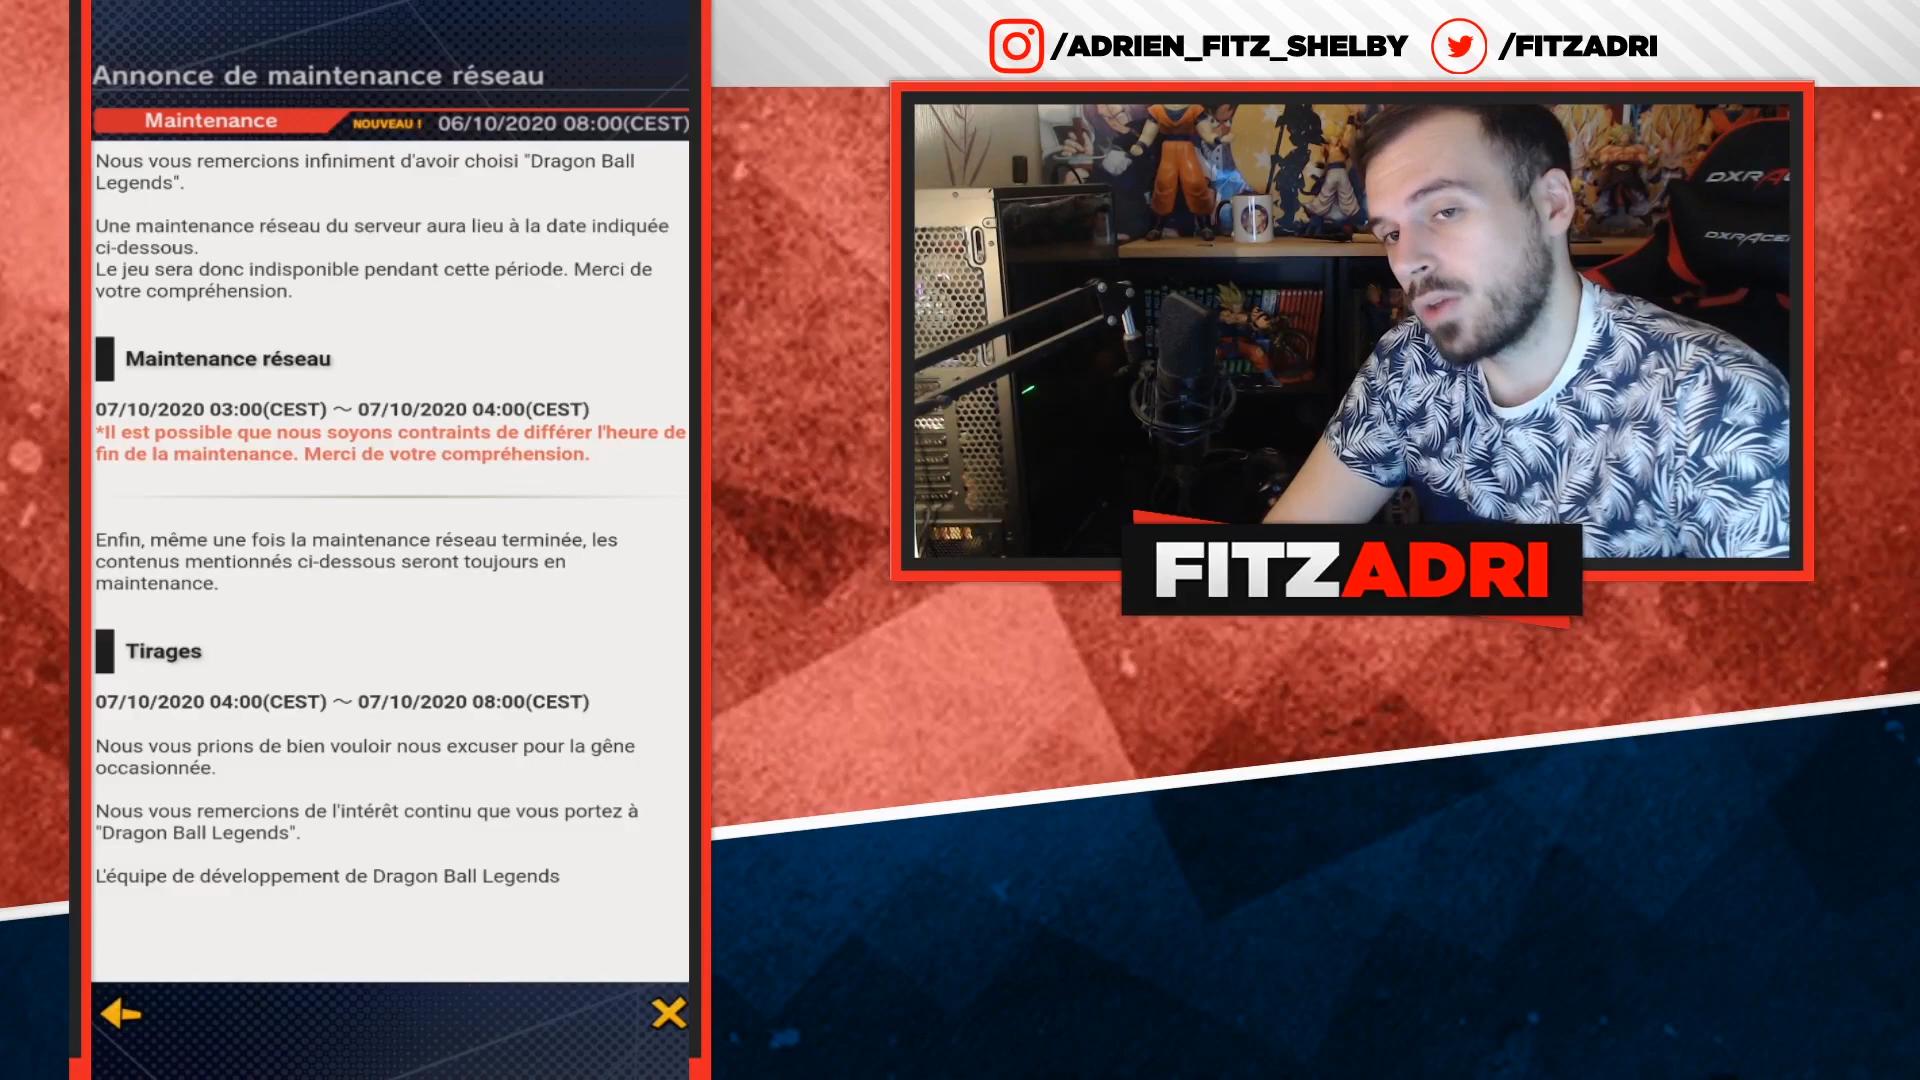 Annonce de maintenance réseau
Maintenance
NOUVEAU !
06/10/2020 08:00(CEST)
Nous vous remercions infiniment d'avoir choisi "Dragon Ball
Legends".
Une maintenance réseau du serveur aura lieu à la date indiquée
ci-dessous.
Le jeu sera donc indisponible pendant cette période. Merci de
votre compréhension.
Maintenance réseau
07/10/2020 03:00(CEST) ～ 07/10/2020 04:00(CEST)
*Il est possible que nous soyons contraints de différer l'heure de
fin de la maintenance. Merci de votre compréhension.
Enfin, même une fois la maintenance réseau terminée, les
contenus mentionnés ci-dessous seront toujours en
maintenance.
Tirages
07/10/2020 04:00(CEST) ～ 07/10/2020 08:00(CEST)
Nous vous prions de bien vouloir nous excuser pour la gêne
occasionnée.
Nous vous remercions de l'intérêt continu que vous portez à
"Dragon Ball Legends".
L'équipe de développement de Dragon Ball Legends
/ADRIEN_FITZ_SHELBY
/FITZADRI
FITZADRI